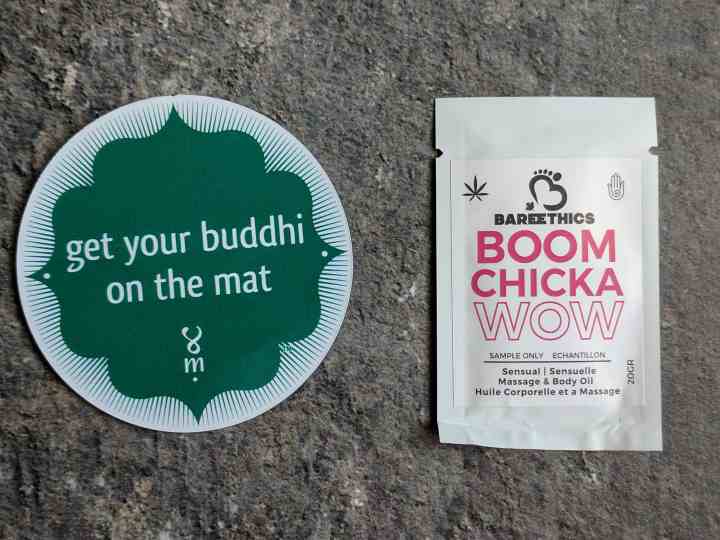 get your buddhi
on the mat
m
BAREETHICS
BOOM
CHICKA
WOW
SAMPLE ONLY ECHANTILLON
Sensual | Sensuelle
Massage & Body Oil
Huile Corporelle et a Massage
20GR